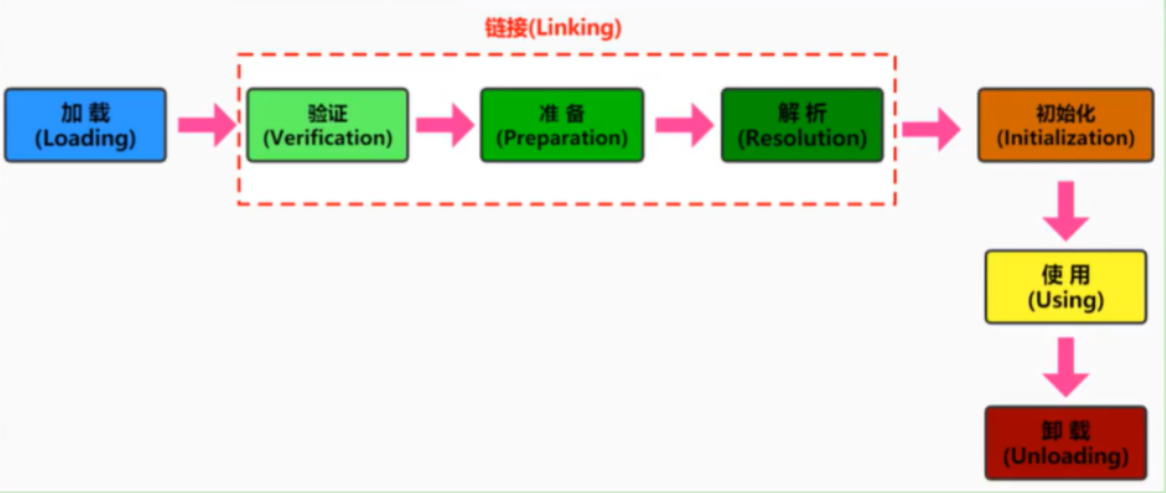 链接(Linking)
加 载
(Loading)
验证
(Verification)
准 备
(Preparation)
解 析
(Resolution)
初始化
(Initialization)
使 用
(Using)
卸 载
(Unloading)